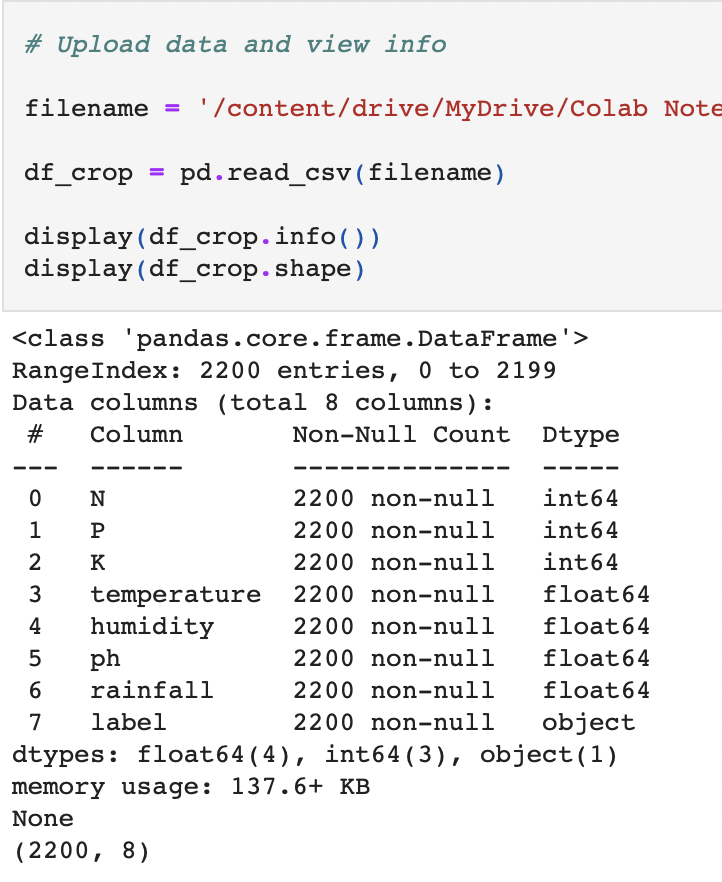 # Upload data and view info
filename = '/content/drive/MyDrive/Colab Note
df_crop = pd.read_csv(filename)
display(df_crop.info())
display(df_crop.shape)
<class 'pandas.core.frame.DataFrame'>
RangeIndex: 2200 entries, 0 to 2199
Data columns (total 8 columns):
 #   Column       Non-Null Count  Dtype
---  ------       --------------  -----
 0   N            2200 non-null   int64
 1   P            2200 non-null   int64
 2   K            2200 non-null   int64
 3   temperature  2200 non-null   float64
 4   humidity     2200 non-null   float64
 5   ph           2200 non-null   float64
 6   rainfall     2200 non-null   float64
 7   label        2200 non-null   object
dtypes: float64(4), int64(3), object(1)
memory usage: 137.6+ KB
None
(2200, 8)